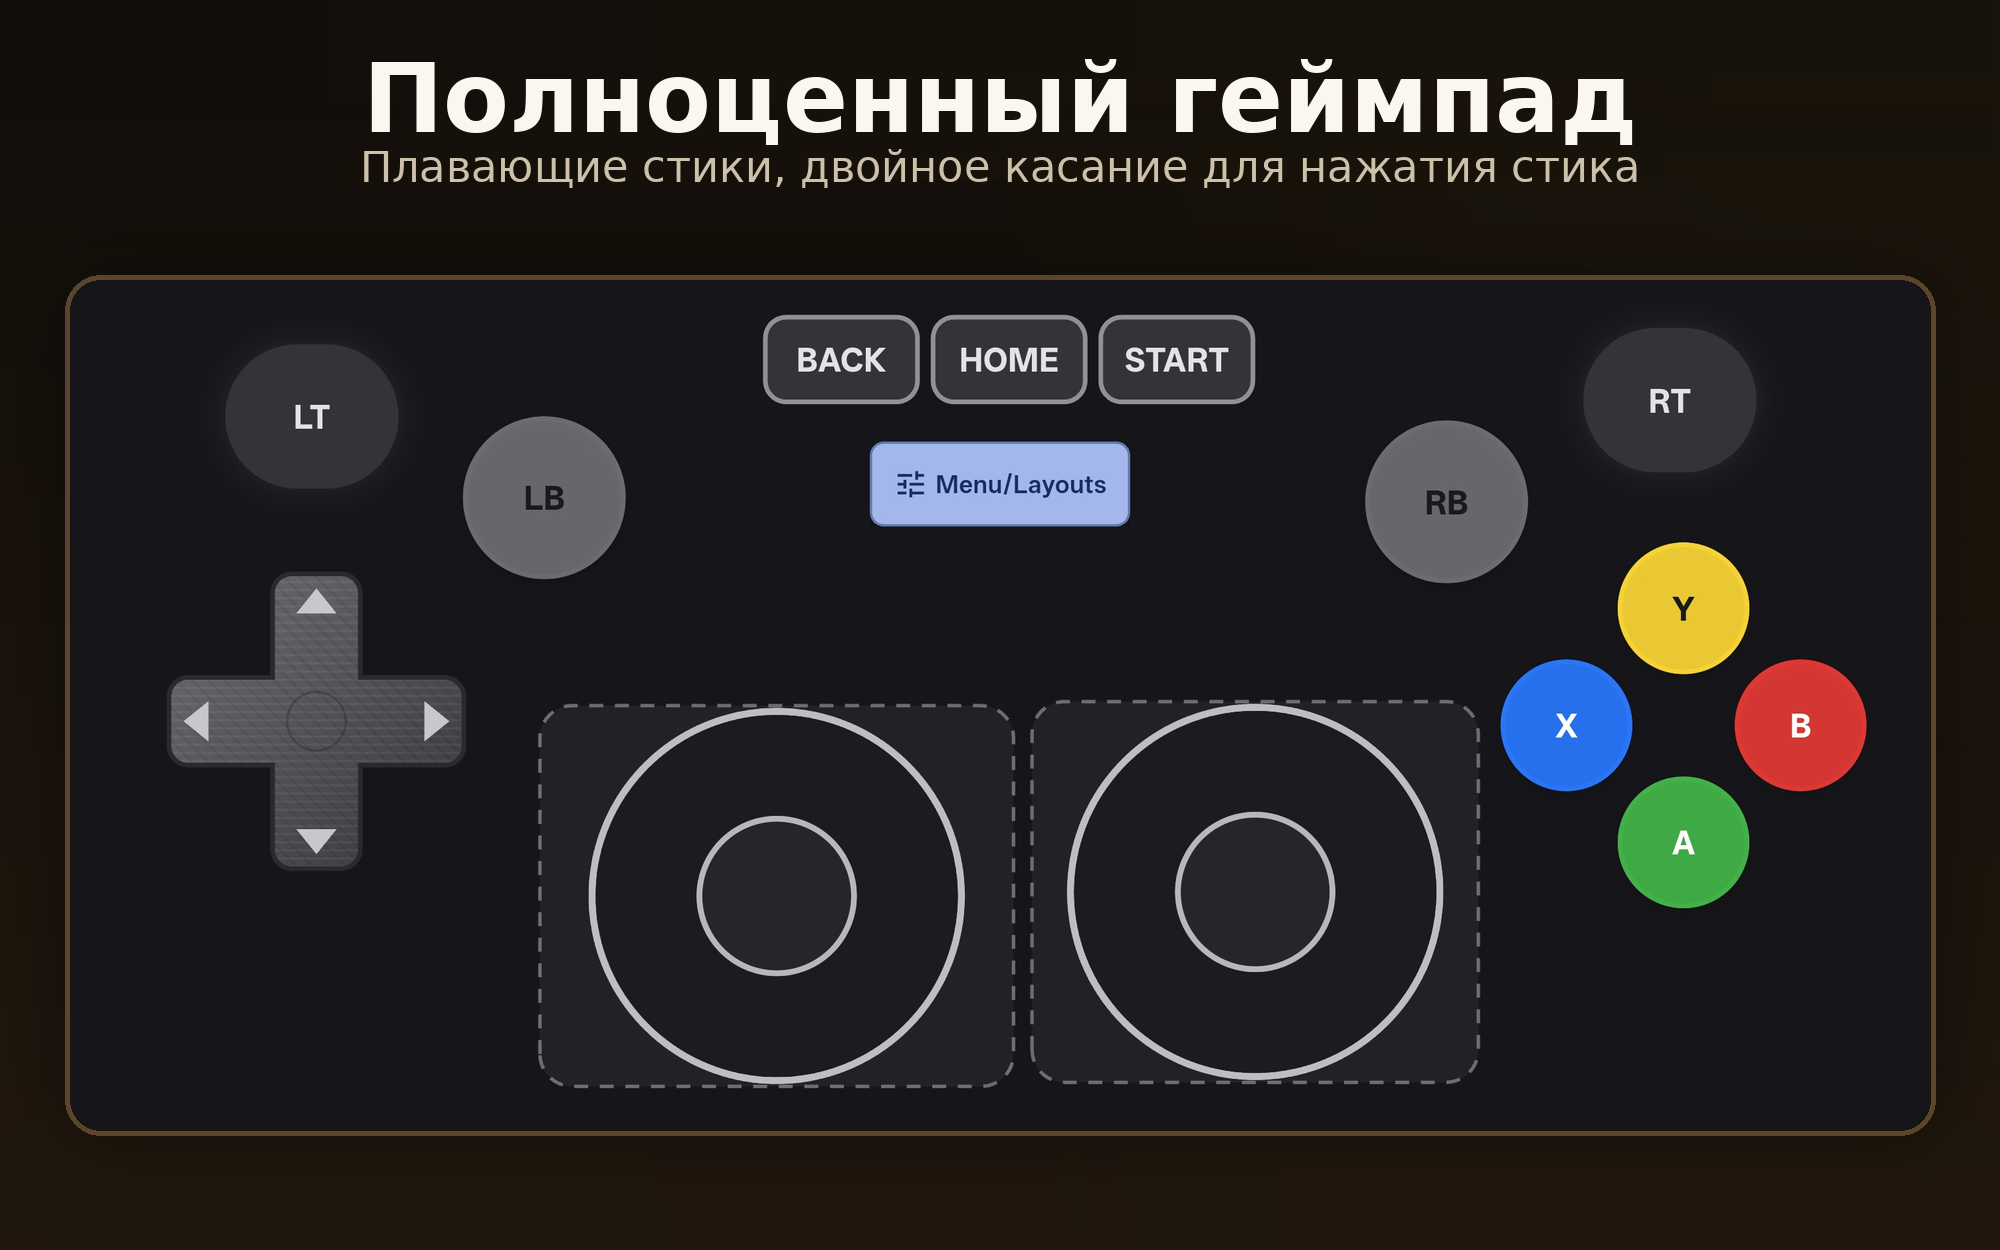 Полноценный геймпад
Плавающие стики, двойное касание для нажатия стика
BACK HOME START
LT
RT
LB
Menu/Layouts
RB
Y
X
B
A